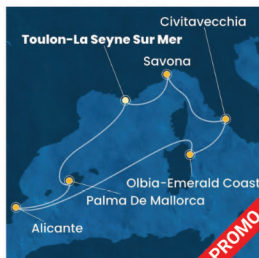 Civitavecchia
Toulon-La Seyne Sur Mer
Savona
Olbia-Emerald Coast
Palma De Mallorca
Alicante
PROMO